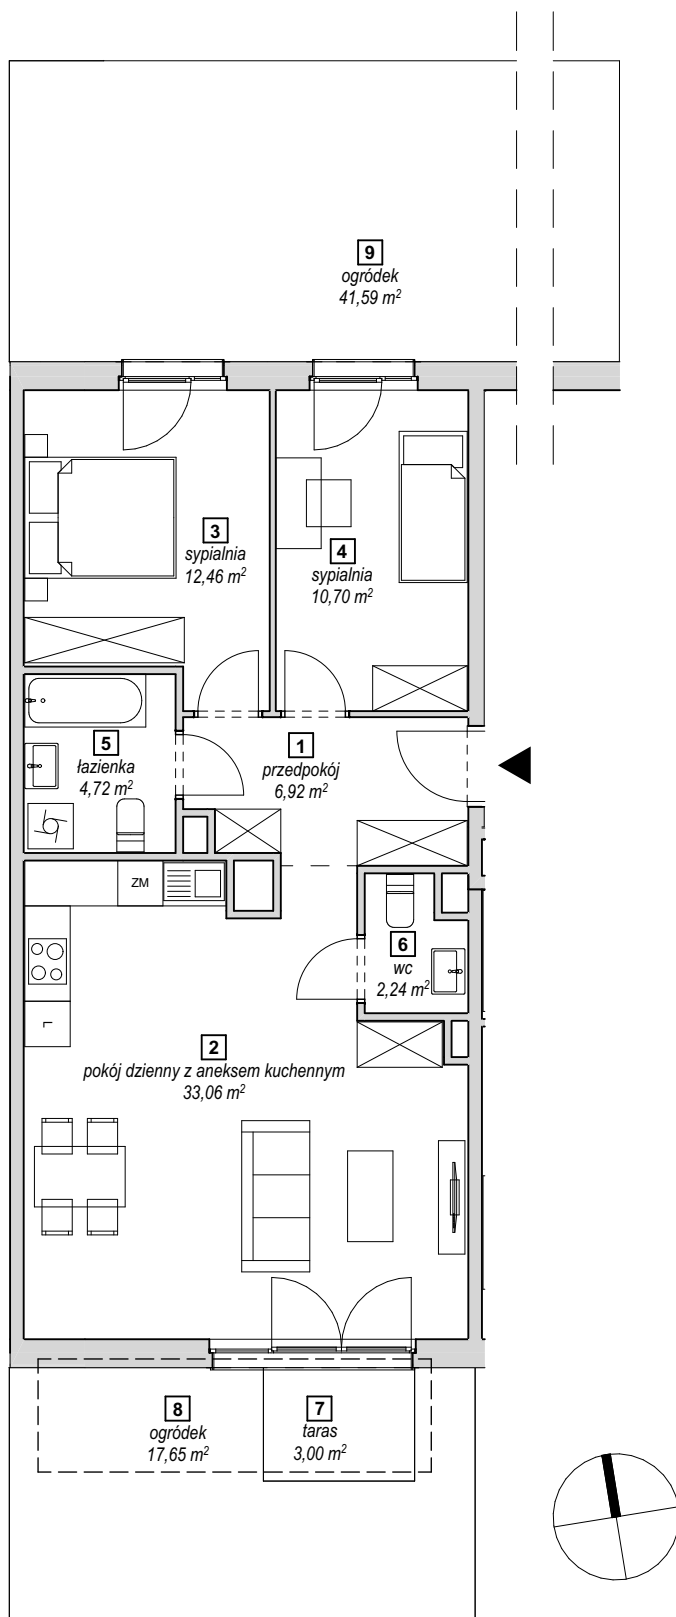 9
ogródek
41,59 m²
3
sypialnia
12,46 m²
4
sypialnia
10,70 m²
5
łazienka
4,72 m²
1
przedpokój
6,92 m²
ZM
6
wc
2,24 m²
L
2
pokój dzienny z aneksem kuchennym
33,06 m²
8
ogródek
17,65 m²
7
taras
3,00 m²